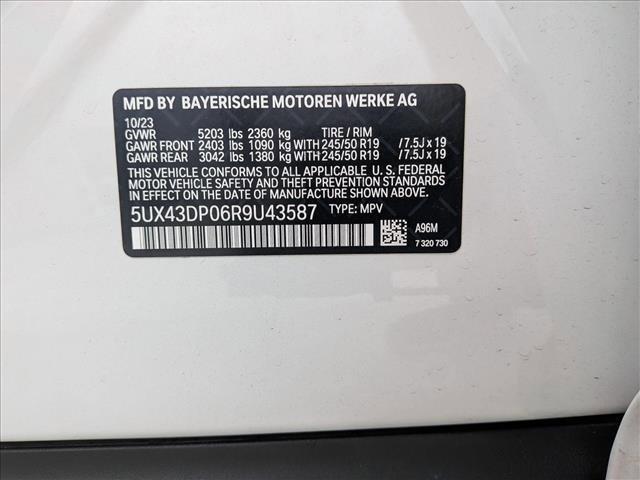 MFD BY BAYERISCHE MOTOREN WERKE AG
10/23
GVWR 5203 lbs 2360 kg TIRE / RIM
GAWR FRONT 2403 lbs 1090 kg WITH 245/50 R19 /7.5J x 19
GAWR REAR 3042 lbs 1380 kg WITH 245/50 R19 /7.5J x 19
THIS VEHICLE CONFORMS TO ALL APPLICABLE U. S. FEDERAL
MOTOR VEHICLE SAFETY AND THEFT PREVENTION STANDARDS
IN EFFECT ON THE DATE OF MANUFACTURE SHOWN ABOVE.
5UX43DP06R9U43587 TYPE: MPV
A96M
7 320 730